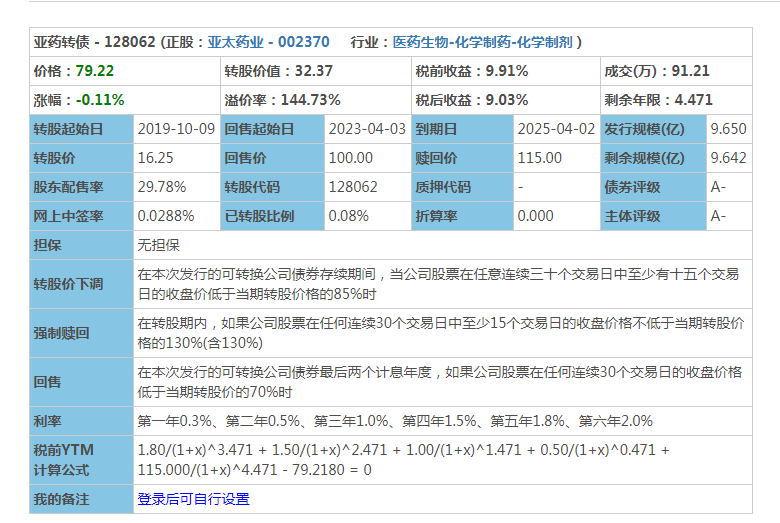 亚药转债 - 128062 (正股：亚太药业 - 002370 行业：医药生物-化学制药-化学制剂 )
价格：79.22 转股价值：32.37 税前收益：9.91% 成交(万)：91.21
涨幅：-0.11% 溢价率：144.73% 税后收益：9.03% 剩余年限：4.471
转股起始日 2019-10-09 回售起始日 2023-04-03 到期日 2025-04-02 发行规模(亿) 9.650
转股价 16.25 回售价 100.00 赎回价 115.00 剩余规模(亿) 9.642
股东配售率 29.78% 转股代码 128062 质押代码 - 债券评级 A-
网上中签率 0.0288% 已转股比例 0.08% 折算率 0.000 主体评级 A-
担保 无担保
转股价下调 在本次发行的可转换公司债券存续期间，当公司股票在任意连续三十个交易日中至少有十五个交易
日的收盘价低于当期转股价格的85%时
强制赎回 在转股期内，如果公司股票在任何连续30个交易日中至少15个交易日的收盘价格不低于当期转股价
格的130%(含130%)
回售 在本次发行的可转换公司债券最后两个计息年度，如果公司股票在任何连续30个交易日的收盘价格
低于当期转股价的70%时
利率 第一年0.3%、第二年0.5%、第三年1.0%、第四年1.5%、第五年1.8%、第六年2.0%
税前YTM
计算公式 1.80/(1+x)^3.471 + 1.50/(1+x)^2.471 + 1.00/(1+x)^1.471 + 0.50/(1+x)^0.471 +
115.000/(1+x)^4.471 - 79.2180 = 0
我的备注 登录后可自行设置